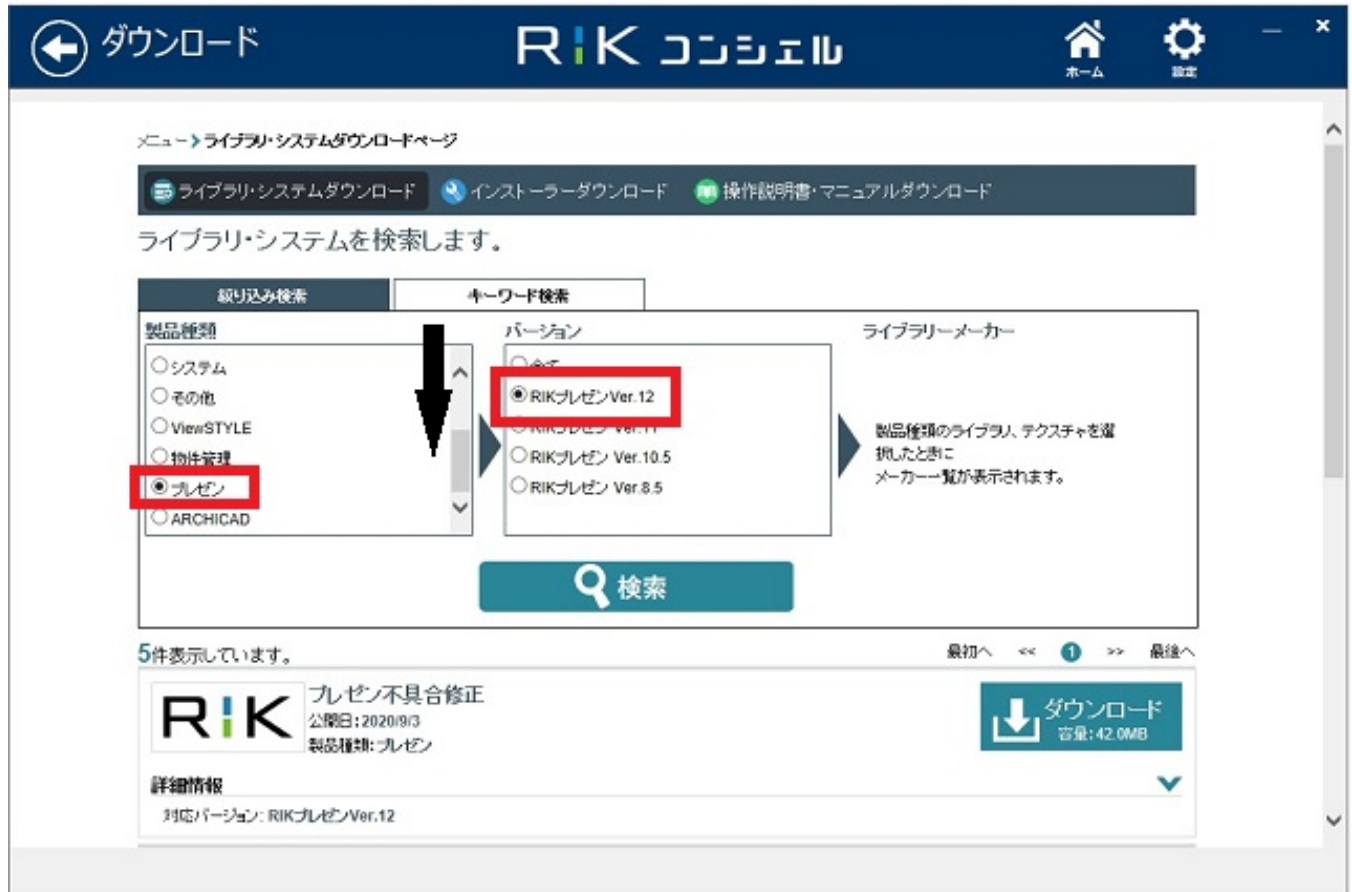 ダウンロード
RIK コンシェル
ホーム
設定
メニュー > ライブラリ・システムダウンロードページ
ライブラリ・システムダウンロード
インストーラーダウンロード
操作説明書・マニュアルダウンロード
ライブラリ・システムを検索します。
絞り込み検索
キーワード検索
製品種類
システム
その他
ViewSTYLE
物件管理
プレゼン
ARCHICAD
バージョン
全て
RIKプレゼンVer.12
RIKプレゼン Ver.11
RIKプレゼン Ver.10.5
RIKプレゼン Ver.8.5
ライブラリーメーカー
製品種類のライブラリ、テクスチャを選
択したときに
メーカー一覧が表示されます。
検索
5件表示しています。
最初へ << 1 >> 最後へ
RIK
プレゼン不具合修正
公開日:2020/9/3
製品種類:プレゼン
ダウンロード
容量:42.0MB
詳細情報
対応バージョン: RIKプレゼンVer.12